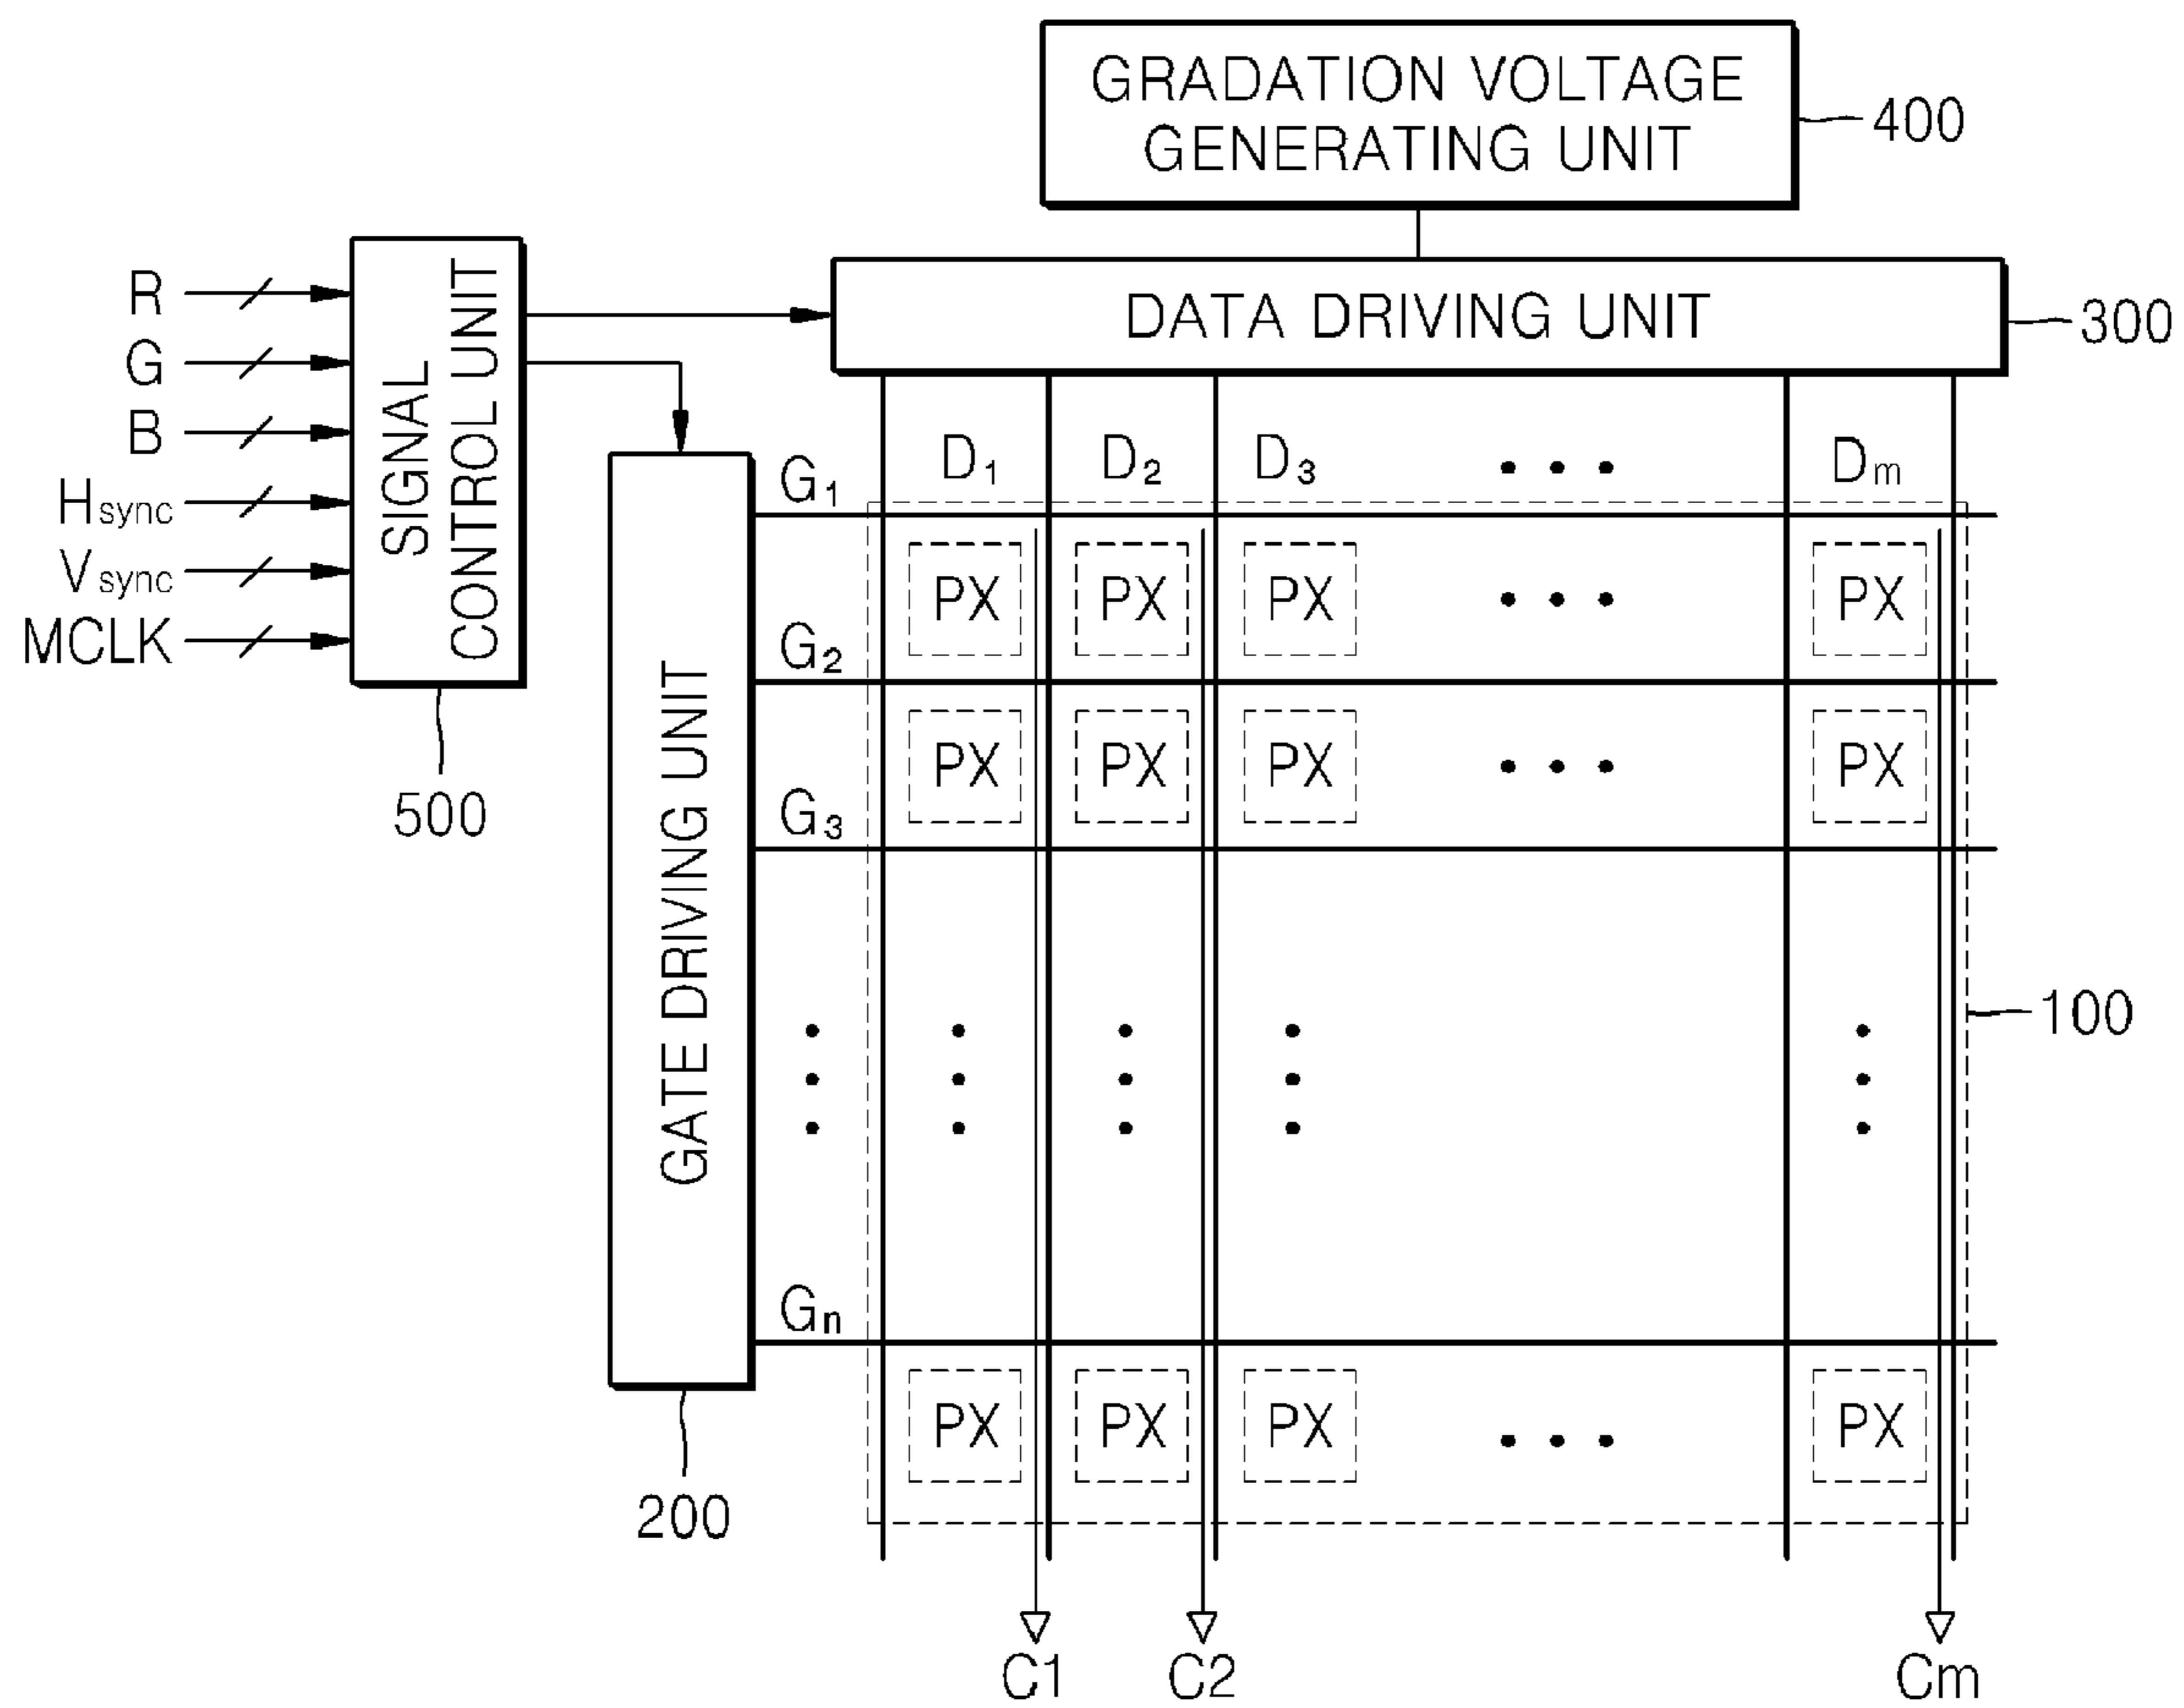 GRADATION VOLTAGE
GENERATING UNIT
400
R
G
B
Hsync
Vsync
MCLK
SIGNAL
CONTROL UNIT
500
DATA DRIVING UNIT
300
D1 D2 D3 • • • Dm
G1
PX PX PX • • • PX
G2
PX PX PX • • • PX
G3
GATE DRIVING UNIT
200
100
Gn
PX PX PX • • • PX
C1 C2 Cm